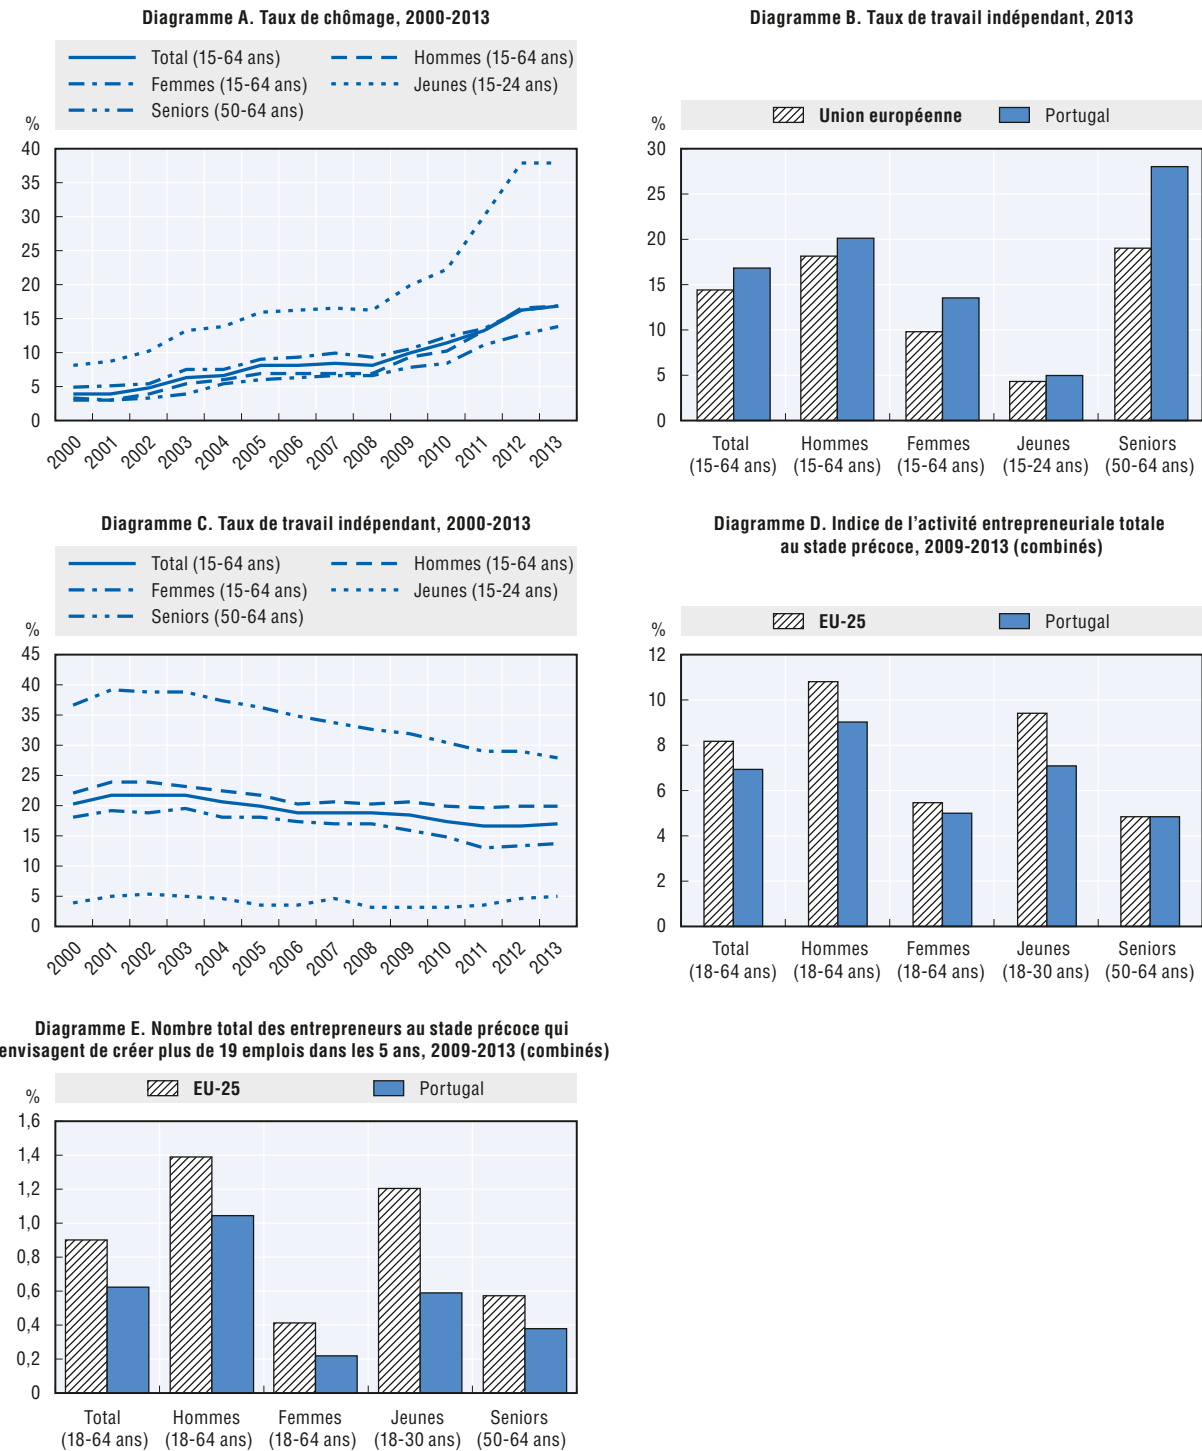 Diagramme A. Taux de chômage, 2000-2013
Total (15-64 ans)
Hommes (15-64 ans)
Femmes (15-64 ans)
Jeunes (15-24 ans)
Seniors (50-64 ans)
%
40
35
30
25
20
15
10
5
0
2000 2001 2002 2003 2004 2005 2006 2007 2008 2009 2010 2011 2012 2013
Diagramme B. Taux de travail indépendant, 2013
Union européenne
Portugal
%
30
25
20
15
10
5
0
Total Hommes Femmes Jeunes Seniors
(15-64 ans) (15-64 ans) (15-64 ans) (15-24 ans) (50-64 ans)
Diagramme C. Taux de travail indépendant, 2000-2013
Total (15-64 ans)
Hommes (15-64 ans)
Femmes (15-64 ans)
Jeunes (15-24 ans)
Seniors (50-64 ans)
%
45
40
35
30
25
20
15
10
5
0
2000 2001 2002 2003 2004 2005 2006 2007 2008 2009 2010 2011 2012 2013
Diagramme D. Indice de l'activité entrepreneuriale totale
au stade précoce, 2009-2013 (combinés)
EU-25
Portugal
%
12
10
8
6
4
2
0
Total Hommes Femmes Jeunes Seniors
(18-64 ans) (18-64 ans) (18-64 ans) (18-30 ans) (50-64 ans)
Diagramme E. Nombre total des entrepreneurs au stade précoce qui
envisagent de créer plus de 19 emplois dans les 5 ans, 2009-2013 (combinés)
EU-25
Portugal
%
1,6
1,4
1,2
1,0
0,8
0,6
0,4
0,2
0
Total Hommes Femmes Jeunes Seniors
(18-64 ans) (18-64 ans) (18-64 ans) (18-30 ans) (50-64 ans)